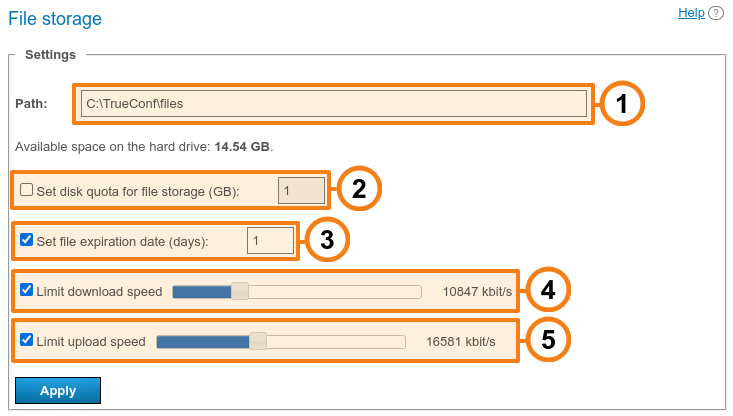 File storage
Help ?
Settings
Path: C:\TrueConf\files 1
Available space on the hard drive: 14.54 GB.
Set disk quota for file storage (GB): 1 2
Set file expiration date (days): 1 3
Limit download speed 10847 kbit/s 4
Limit upload speed 16581 kbit/s 5
Apply